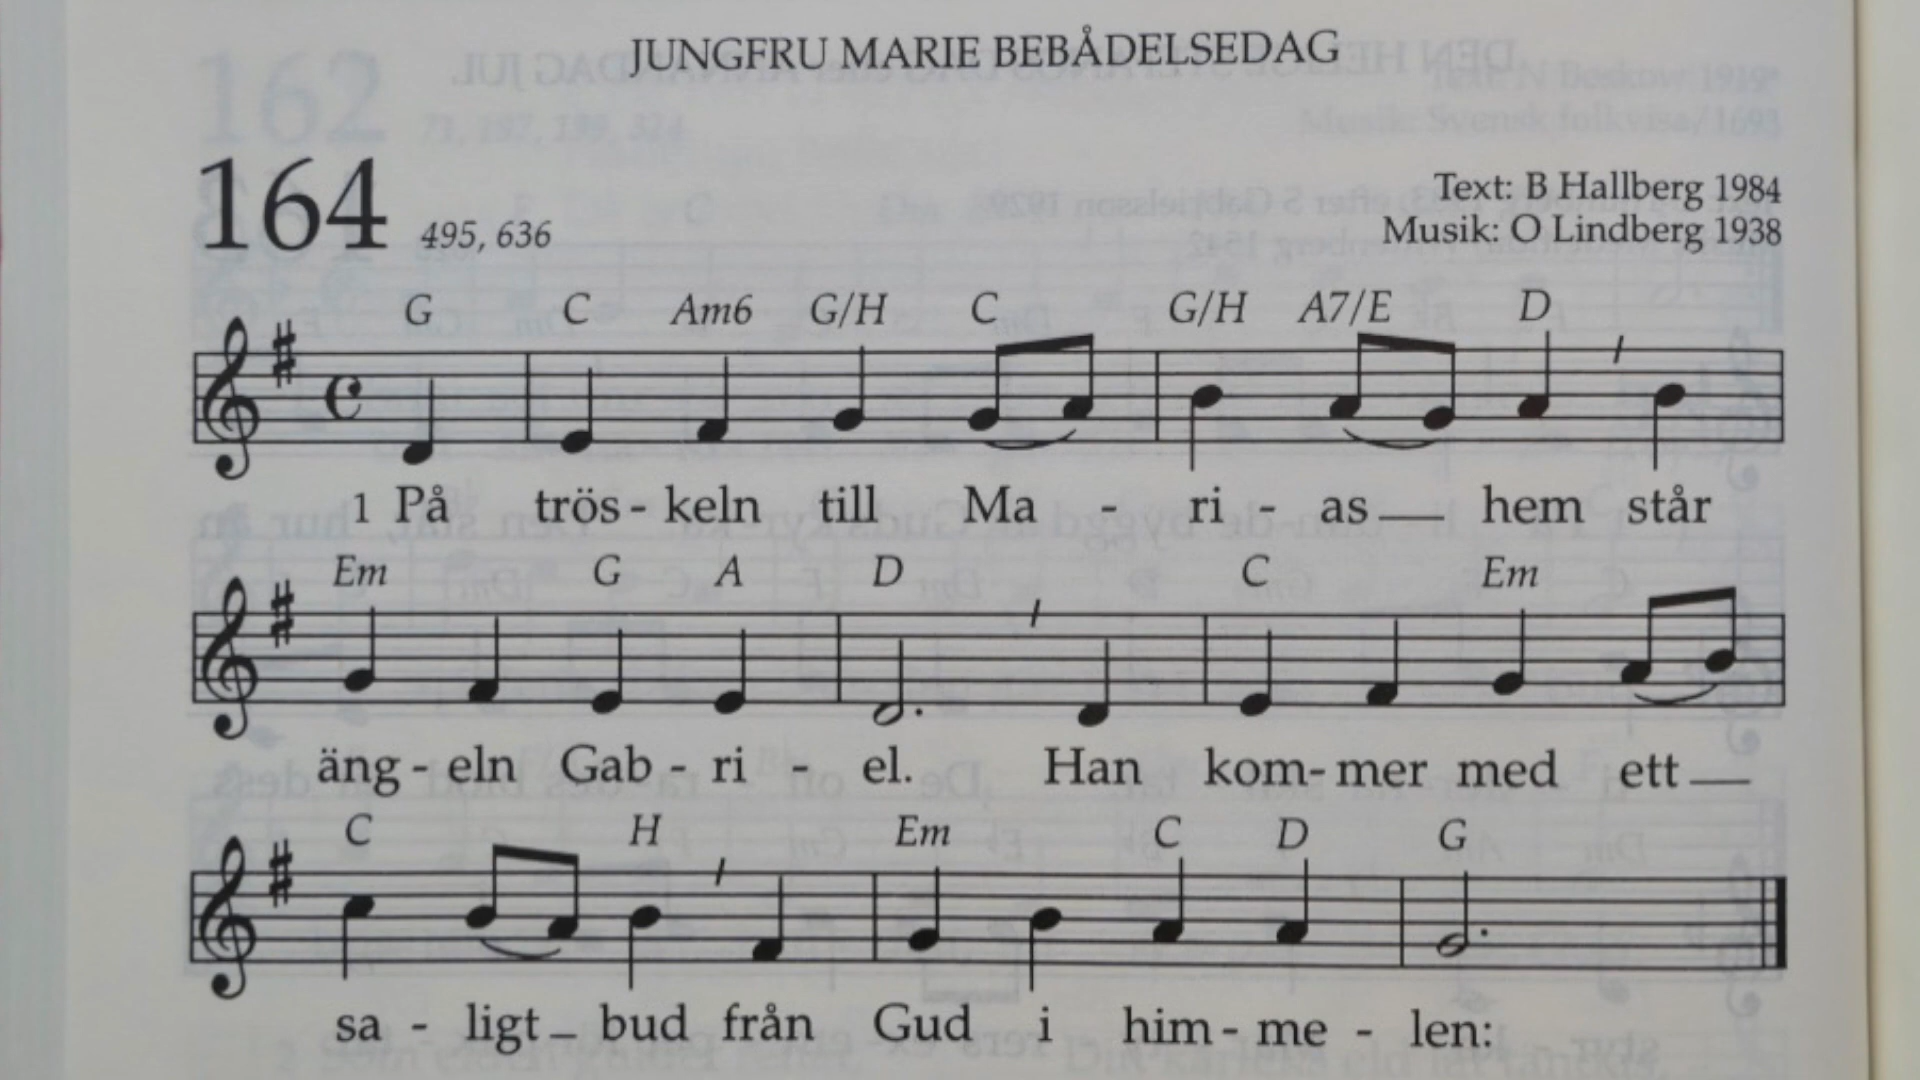 JUNGFRU MARIE BEBÅDELSEDAG
164 495, 636
Text: B Hallberg 1984
Musik: O Lindberg 1938
G C Am6 G/H C G/H A7/E D
1 På trös - keln till Ma - ri - as hem står
Em G A D C Em
äng - eln Gab - ri - el. Han kom - mer med ett
C H Em C D G
sa - ligt bud från Gud i him - me - len: